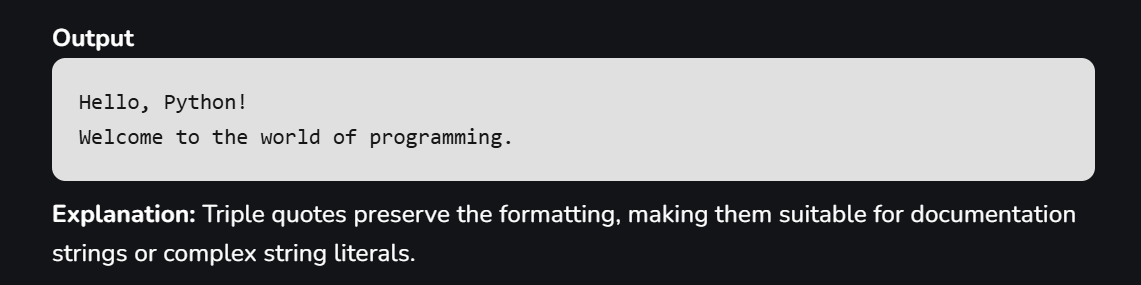 Output
Hello, Python!
Welcome to the world of programming.
Explanation: Triple quotes preserve the formatting, making them suitable for documentation
strings or complex string literals.